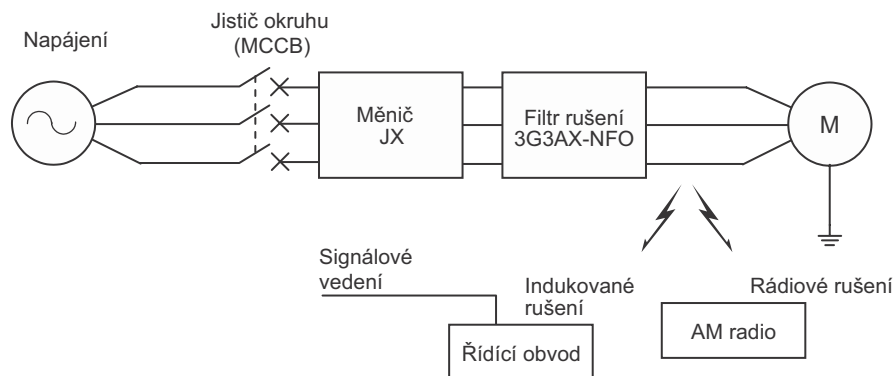 Napájení
Jistič okruhu
(MCCB)
Měnič
JX
Filtr rušení
3G3AX-NFO
M
Signálové
vedení
Indukované
rušení
Rádiové rušení
Řídící obvod
AM radio